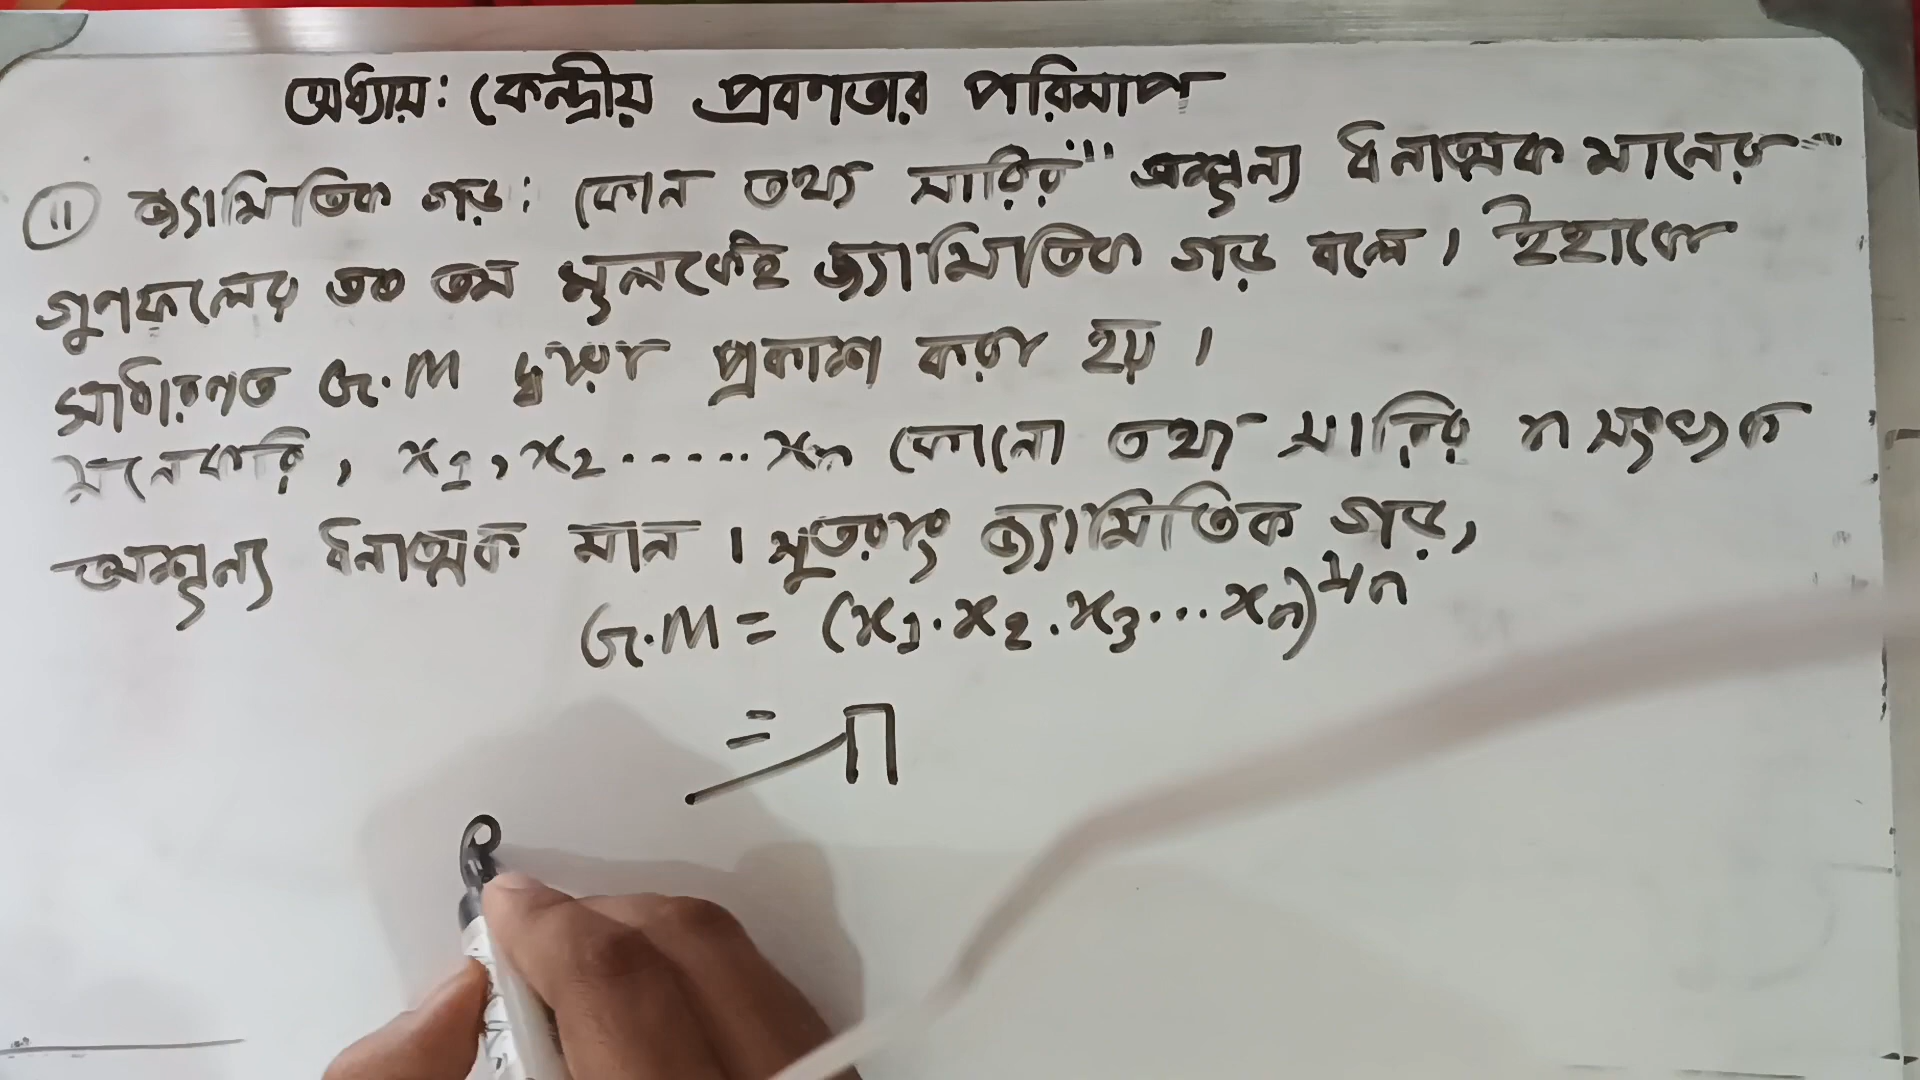 অধ্যায়: কেন্দ্রীয় প্রবণতার পরিমাপ
ii জ্যামিতিক গড়: কোন তথ্য সারির "' অশূন্য ধনাত্মক মানের
গুণফলের তত তম মূলকেই জ্যামিতিক গড় বলে। ইহাকে
সাধারণত G.M দ্বারা প্রকাশ করা হয়।
মনেকরি, x₁, x₂ ..... xₙ কোনো তথ্য সারির n সংখ্যক
অশূন্য ধনাত্মক মান। সুতরাং জ্যামিতিক গড়,
G.M = (x₁.x₂.x₃...xₙ)^1/n
= π